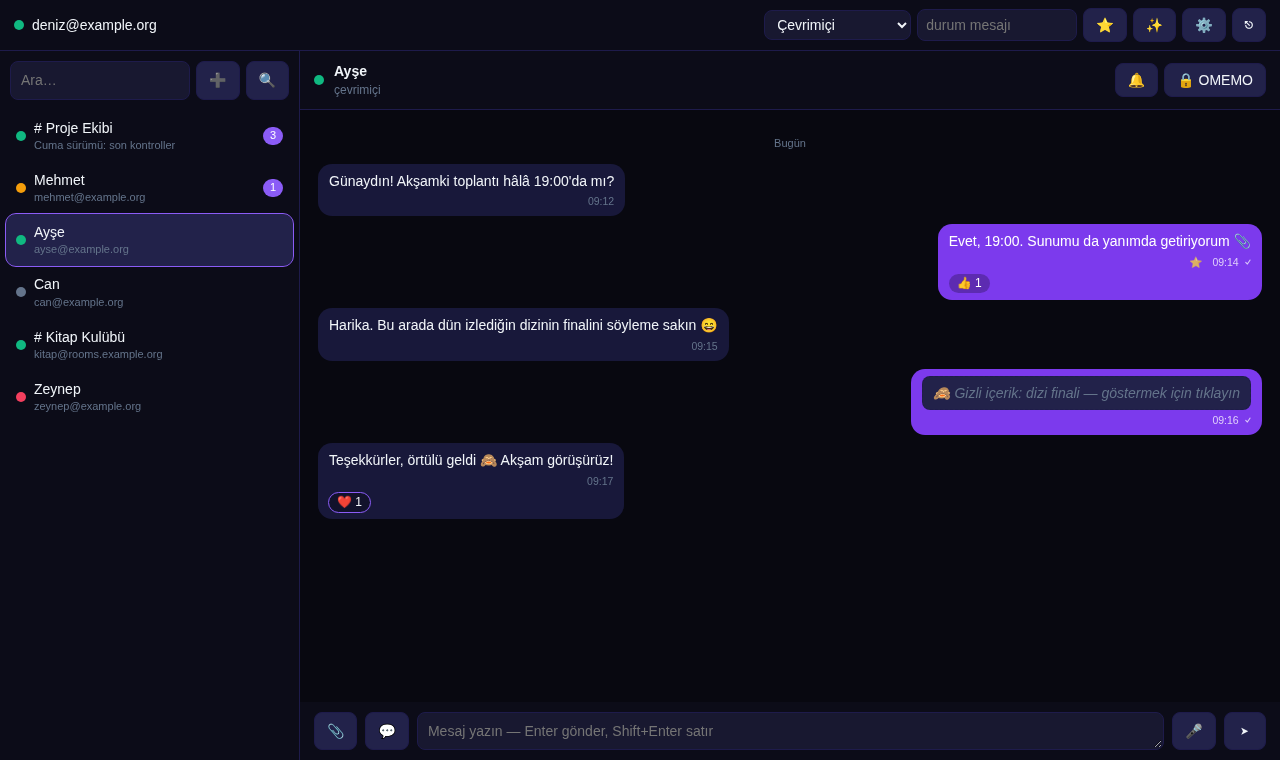 deniz@example.org
Çevrimiçi
durum mesajı
⭐
✨
⚙️
Ara…
➕
🔍
# Proje Ekibi
Cuma sürümü: son kontroller
3
Mehmet
mehmet@example.org
1
Ayşe
ayse@example.org
Can
can@example.org
# Kitap Kulübü
kitap@rooms.example.org
Zeynep
zeynep@example.org
Ayşe
çevrimiçi
🔔
🔒 OMEMO
Bugün
Günaydın! Akşamki toplantı hâlâ 19:00'da mı?
09:12
Evet, 19:00. Sunumu da yanımda getiriyorum 📎
⭐ 09:14 ✓
👍 1
Harika. Bu arada dün izlediğin dizinin finalini söyleme sakın 😄
09:15
🙈 Gizli içerik: dizi finali — göstermek için tıklayın
09:16 ✓
Teşekkürler, örtülü geldi 🙈 Akşam görüşürüz!
09:17
❤️ 1
📎
💬
Mesaj yazın — Enter gönder, Shift+Enter satır
🎤
➤